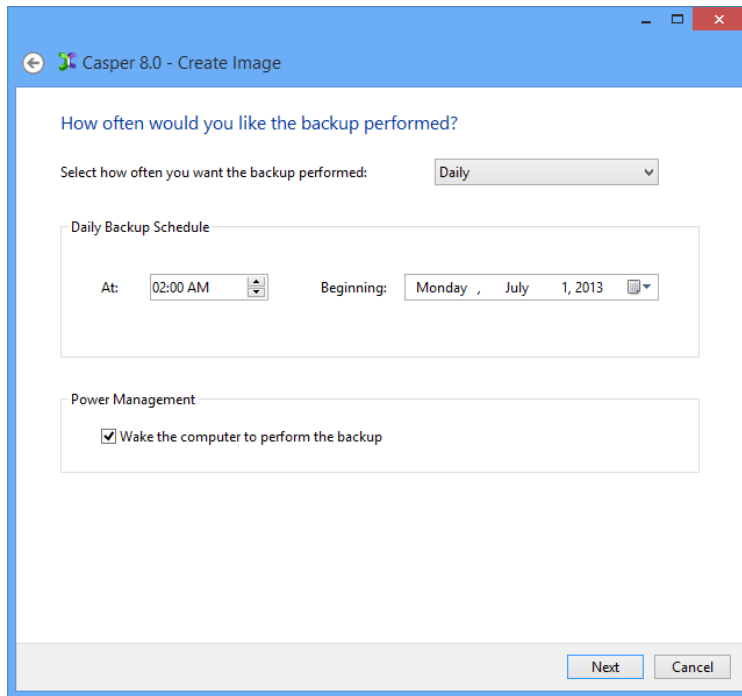 Casper 8.0 - Create Image
How often would you like the backup performed?
Select how often you want the backup performed: Daily
Daily Backup Schedule
At: 02:00 AM Beginning: Monday , July 1, 2013
Power Management
Wake the computer to perform the backup
Next Cancel